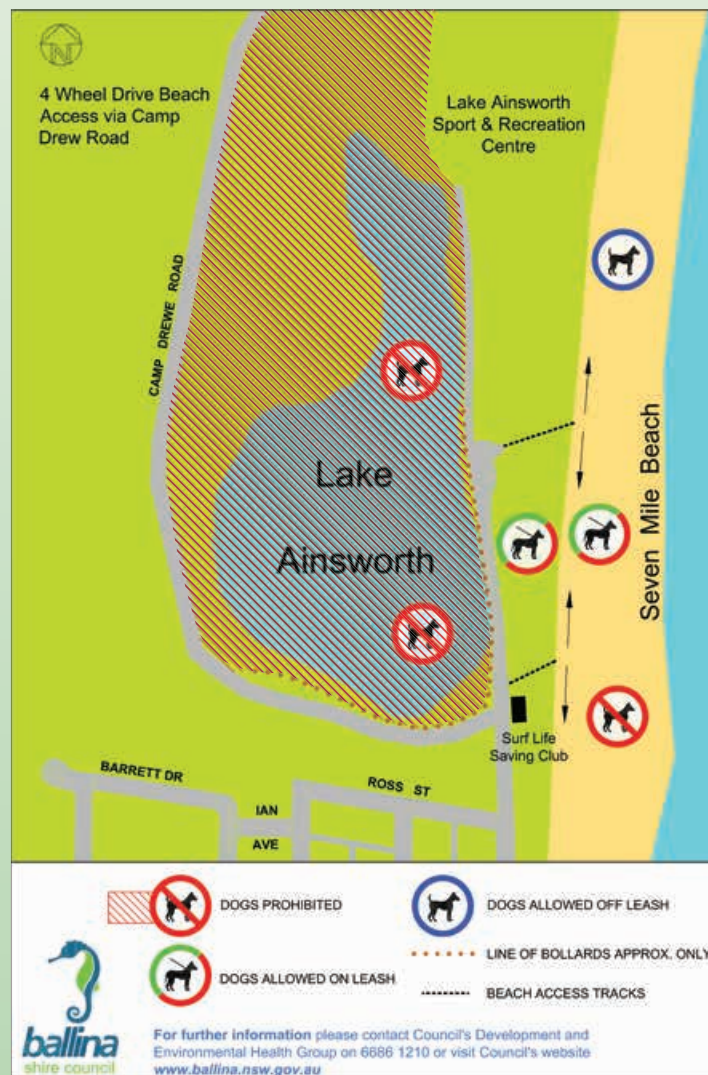 N
4 Wheel Drive Beach
Access via Camp
Drew Road
Lake Ainsworth
Sport & Recreation
Centre
CAMP DREWE ROAD
Lake
Ainsworth
Seven Mile Beach
Surf Life
Saving Club
BARRETT DR
IAN
AVE
ROSS ST
DOGS PROHIBITED
DOGS ALLOWED OFF LEASH
DOGS ALLOWED ON LEASH
LINE OF BOLLARDS APPROX. ONLY
BEACH ACCESS TRACKS
ballina
shire council
For further information please contact Council's Development and
Environmental Health Group on 6686 1210 or visit Council's website
www.ballina.nsw.gov.au